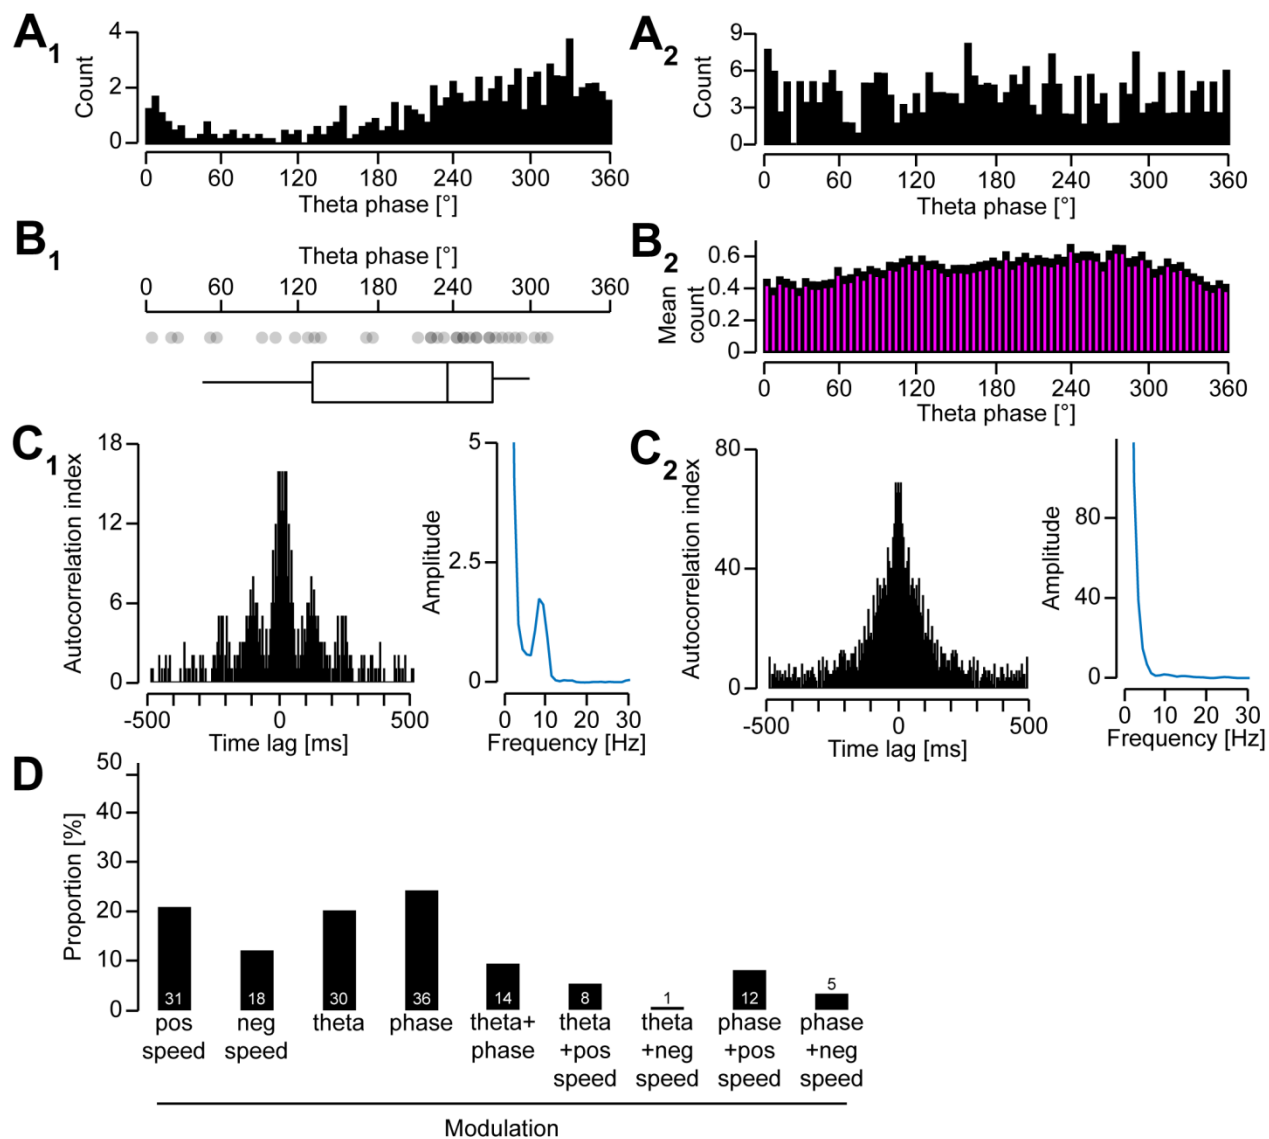 A1
4
2
0
Count
0 60 120 180 240 300 360
Theta phase [°]
A2
9
6
3
0
Count
0 60 120 180 240 300 360
Theta phase [°]
B1
Theta phase [°]
0 60 120 180 240 300 360
B2
0.6
0.4
0.2
0
Mean
count
0 60 120 180 240 300 360
Theta phase [°]
C1
18
12
6
0
Autocorrelation index
-500 0 500
Time lag [ms]
5
2.5
0
Amplitude
0 10 20 30
Frequency [Hz]
C2
80
40
0
Autocorrelation index
-500 0 500
Time lag [ms]
80
40
0
Amplitude
0 10 20 30
Frequency [Hz]
D
50
40
30
20
10
0
Proportion [%]
31 18 30 36 14 8 1 12 5
pos neg theta phase theta+ theta theta phase phase
speed speed phase +pos +neg +pos +neg
speed speed speed speed
Modulation